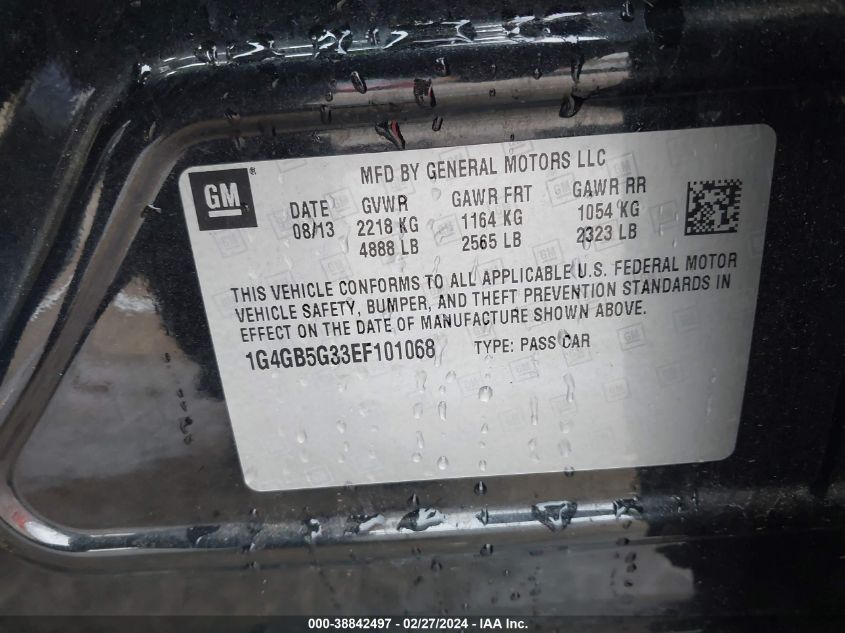 GM
®
MFD BY GENERAL MOTORS LLC
DATE GVWR GAWR FRT GAWR RR
08/13 2218 KG 1164 KG 1054 KG
4888 LB 2565 LB 2323 LB
THIS VEHICLE CONFORMS TO ALL APPLICABLE U.S. FEDERAL MOTOR
VEHICLE SAFETY, BUMPER, AND THEFT PREVENTION STANDARDS IN
EFFECT ON THE DATE OF MANUFACTURE SHOWN ABOVE.
1G4GB5G33EF101068 TYPE: PASS CAR
000-38842497 - 02/27/2024 - IAA Inc.